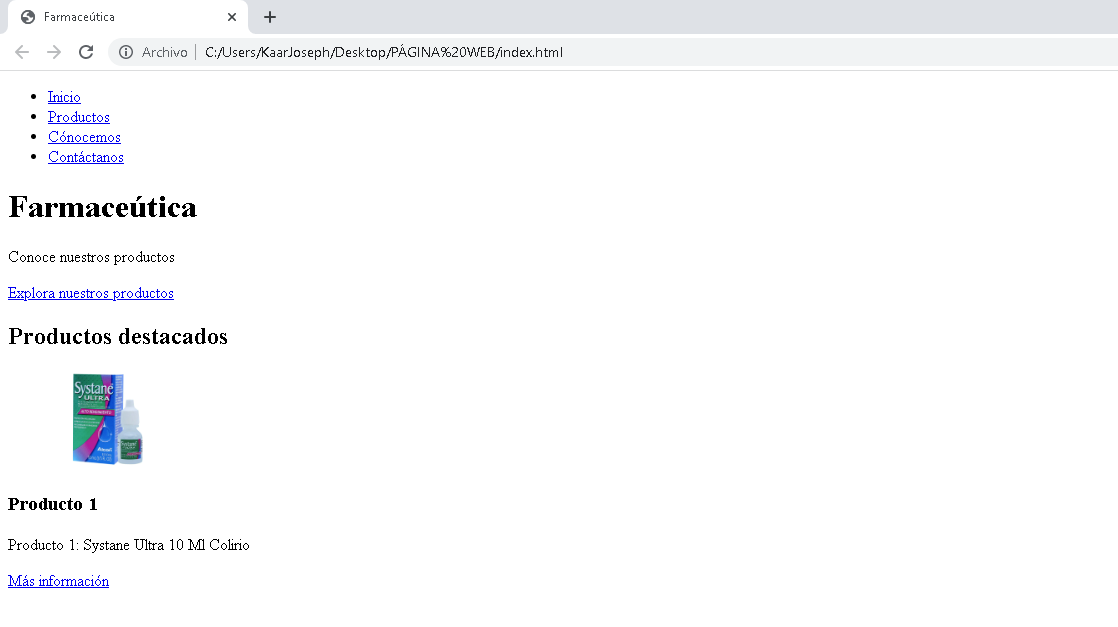 Farmaceútica
Archivo
C:/Users/KaarJoseph/Desktop/PÁGINA%20WEB/index.html
Inicio
Productos
Cónocemos
Contáctanos
Farmaceútica
Conoce nuestros productos
Explora nuestros productos
Productos destacados
Systane
ULTRA
Producto 1
Producto 1: Systane Ultra 10 Ml Colirio
Más información